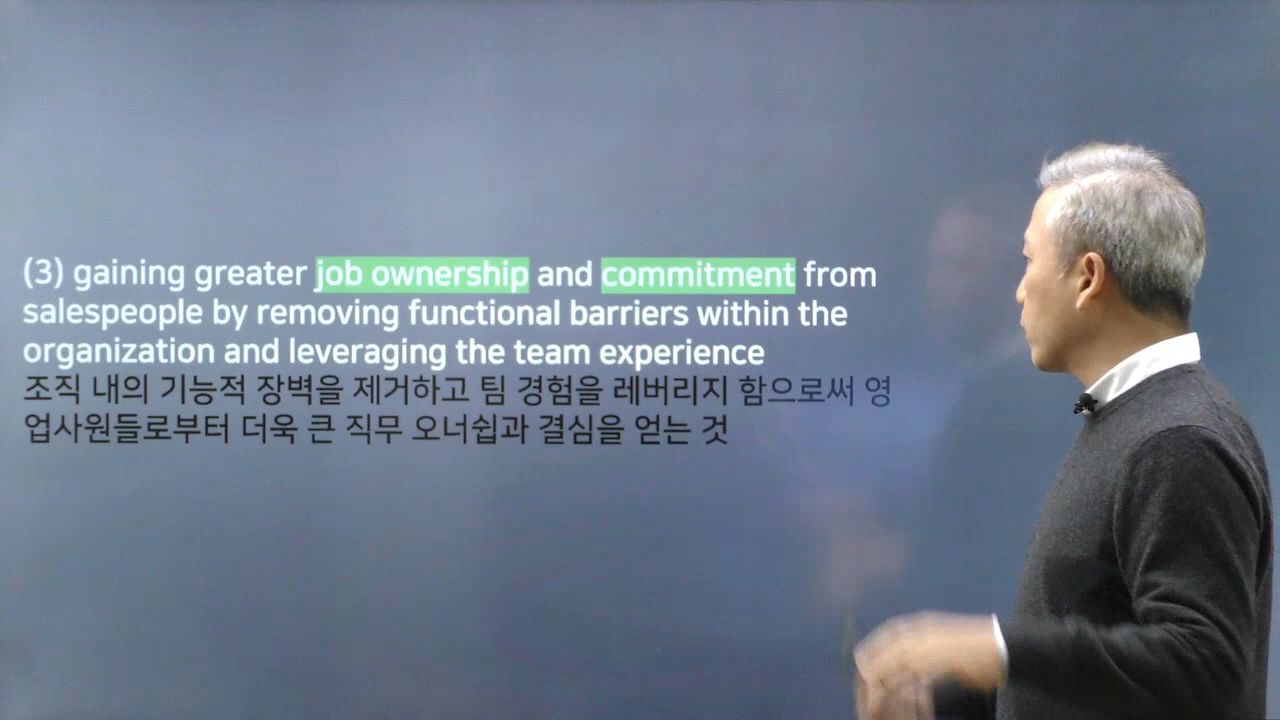 (3) gaining greater job ownership and commitment from
salespeople by removing functional barriers within the
organization and leveraging the team experience
조직 내의 기능적 장벽을 제거하고 팀 경험을 레버리지 함으로써 영
업사원들로부터 더욱 큰 직무 오너쉽과 결심을 얻는 것